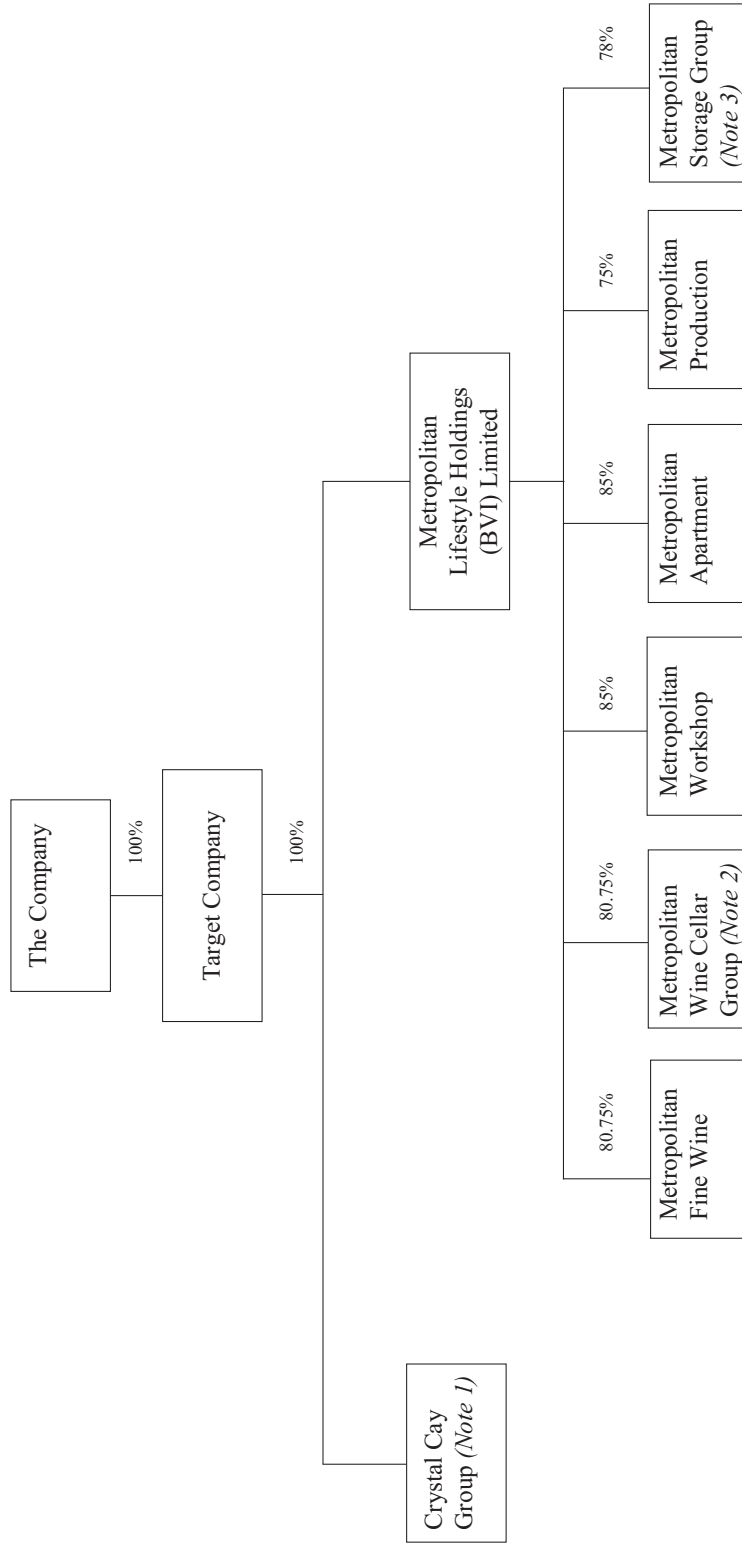 The Company
100%
Target Company
100%
Crystal Cay
Group (Note 1)
Metropolitan
Lifestyle Holdings
(BVI) Limited
80.75%
80.75%
85%
85%
75%
78%
Metropolitan
Fine Wine
Metropolitan
Wine Cellar
Group (Note 2)
Metropolitan
Workshop
Metropolitan
Apartment
Metropolitan
Production
Metropolitan
Storage Group
(Note 3)